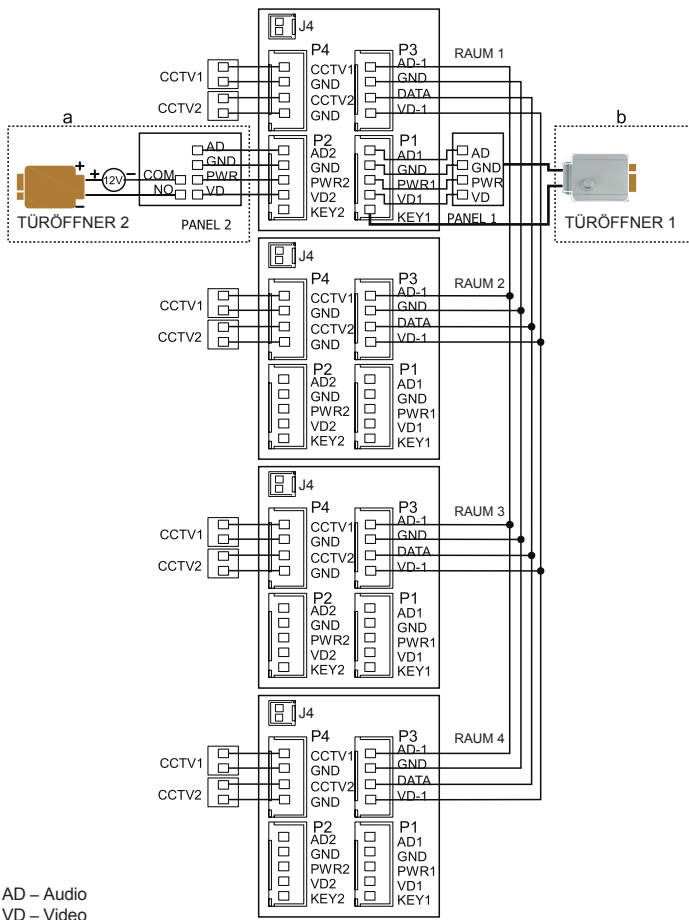 J4
P4
P3
RAUM 1
CCTV1
CCTV2
CCTV1
GND
CCTV2
GND
AD-1
GND
DATA
VD-1
a
b
P2
P1
AD
GND
PWR
VD
COM
NO
+
+
12V
−
−
AD2
GND
PWR2
VD2
KEY2
AD1
GND
PWR1
VD1
KEY1
AD
GND
PWR
VD
TÜRÖFFNER 2
PANEL 2
PANEL 1
TÜRÖFFNER 1
J4
P4
P3
RAUM 2
CCTV1
CCTV2
CCTV1
GND
CCTV2
GND
AD-1
GND
DATA
VD-1
P2
P1
AD2
GND
PWR2
VD2
KEY2
AD1
GND
PWR1
VD1
KEY1
J4
P4
P3
RAUM 3
CCTV1
CCTV2
CCTV1
GND
CCTV2
GND
AD-1
GND
DATA
VD-1
P2
P1
AD2
GND
PWR2
VD2
KEY2
AD1
GND
PWR1
VD1
KEY1
J4
P4
P3
RAUM 4
CCTV1
CCTV2
CCTV1
GND
CCTV2
GND
AD-1
GND
DATA
VD-1
P2
P1
AD2
GND
PWR2
VD2
KEY2
AD1
GND
PWR1
VD1
KEY1
AD – Audio
VD – Video